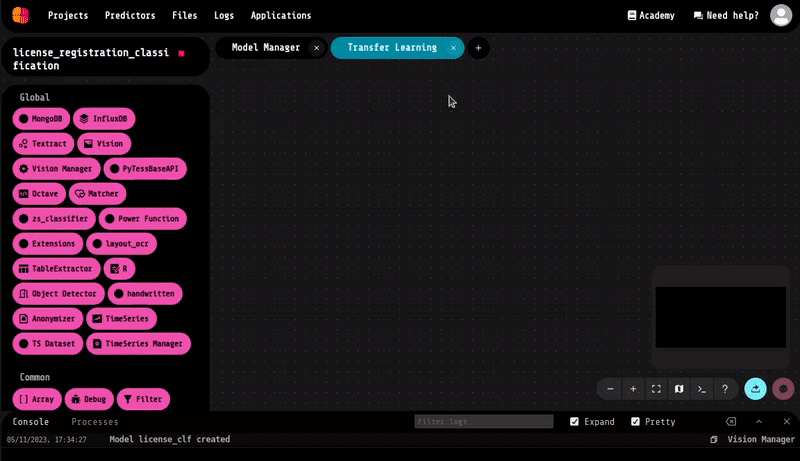 Projects Predictors Files Logs Applications Academy Need help?
license_registration_classi
fication
Model Manager × Transfer Learning × +
Global
MongoDB InfluxDB
Textract Vision
Vision Manager PyTessBaseAPI
Octave Matcher
zs_classifier Power Function
Extensions layout_ocr
TableExtractor R
Object Detector handwritten
Anonymizer TimeSeries
TS Dataset TimeSeries Manager
Common
[] Array Debug Filter
Console Processes Filter logs Expand Pretty
05/11/2023, 17:34:27 Model license_clf created Vision Manager